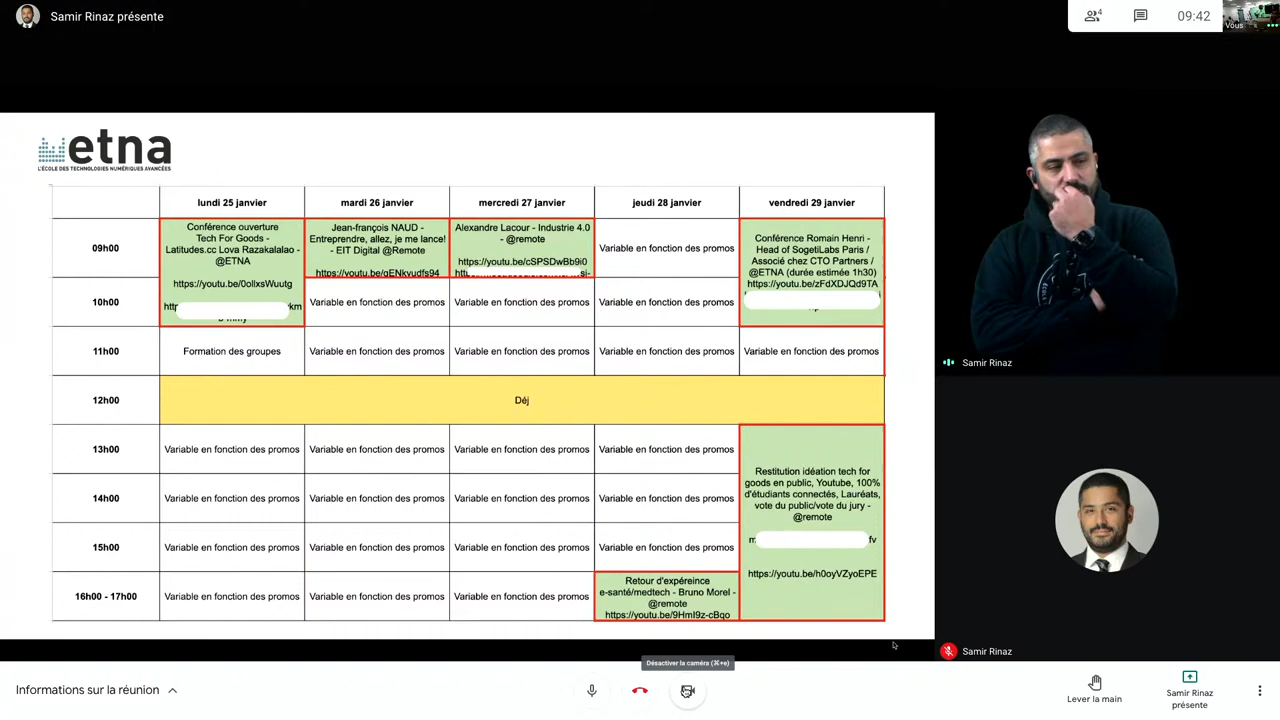 Samir Rinaz présente
4
09:42
Vous
etna
L'ÉCOLE DES TECHNOLOGIES NUMÉRIQUES AVANCÉES
lundi 25 janvier
mardi 26 janvier
mercredi 27 janvier
jeudi 28 janvier
vendredi 29 janvier
09h00
Conférence ouverture
Tech For Goods -
Latitudes.cc Lova Razakalalao -
@ETNA
https://youtu.be/0ollxsWuutg
Jean-françois NAUD -
Entreprendre, allez, je me lance!
- EIT Digital @Remote
https://youtu.be/qENkvudfs94
Alexandre Lacour - Industrie 4.0
- @remote
https://youtu.be/cSPSDwBb9i0
Variable en fonction des promos
Conférence Romain Henri -
Head of SogetiLabs Paris /
Associé chez CTO Partners /
@ETNA (durée estimée 1h30)
https://youtu.be/zFdXDJQd9TA
10h00
Variable en fonction des promos
Variable en fonction des promos
Variable en fonction des promos
11h00
Formation des groupes
Variable en fonction des promos
Variable en fonction des promos
Variable en fonction des promos
Variable en fonction des promos
12h00
Déj
13h00
Variable en fonction des promos
Variable en fonction des promos
Variable en fonction des promos
Variable en fonction des promos
14h00
Variable en fonction des promos
Variable en fonction des promos
Variable en fonction des promos
Variable en fonction des promos
Restitution idéation tech for
goods en public, Youtube, 100%
d'étudiants connectés, Lauréats,
vote du public/vote du jury -
@remote
m fv
https://youtu.be/h0oyVZyoEPE
15h00
Variable en fonction des promos
Variable en fonction des promos
Variable en fonction des promos
Variable en fonction des promos
16h00 - 17h00
Variable en fonction des promos
Variable en fonction des promos
Variable en fonction des promos
Retour d'expéreince
e-santé/medtech - Bruno Morel -
@remote
https://youtu.be/9HmI9z-cBqo
Samir Rinaz
Samir Rinaz
Désactiver la caméra (⌘+e)
Informations sur la réunion
Lever la main
Samir Rinaz
présente